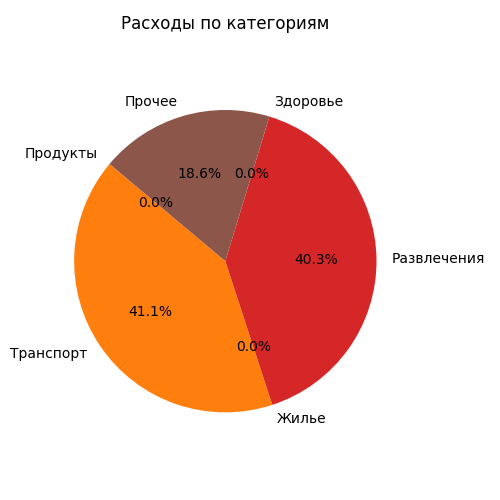 Расходы по категориям
Прочее
Здоровье
Продукты
18.6%
0.0%
0.0%
Развлечения
40.3%
41.1%
0.0%
Транспорт
Жилье